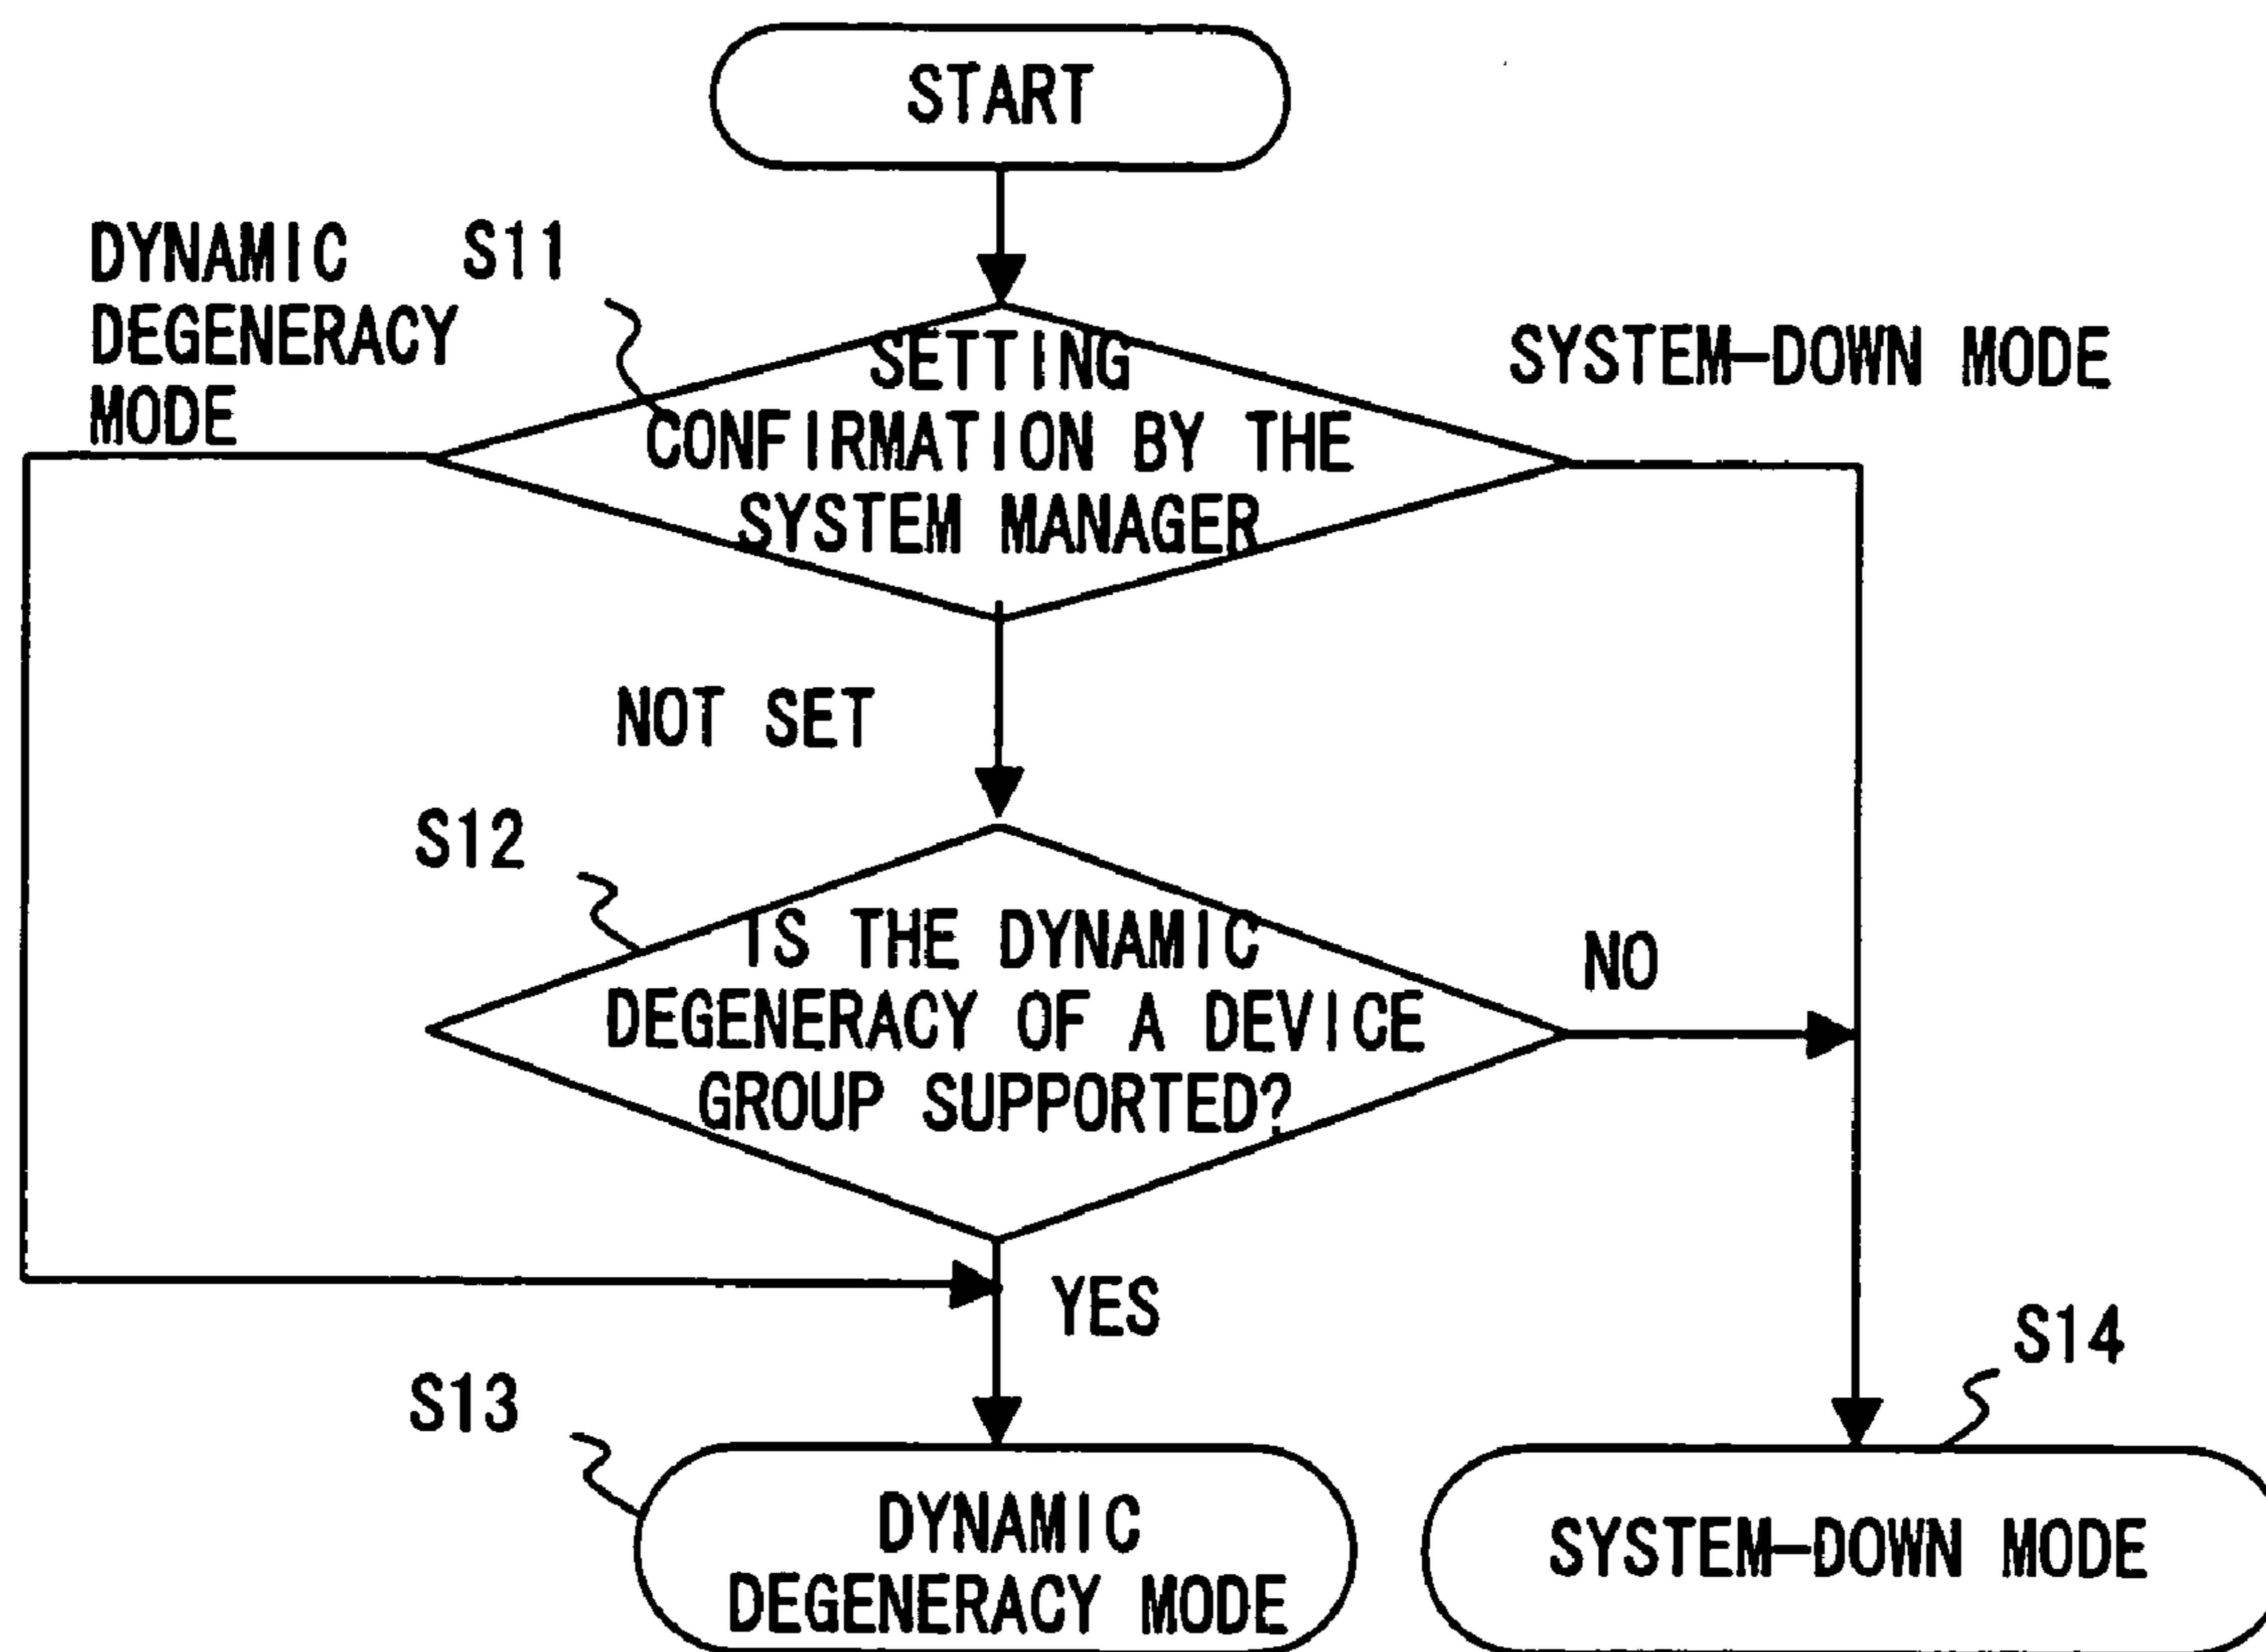 START
DYNAMIC
DEGENERACY
MODE
S11
SETTING
CONFIRMATION BY THE
SYSTEM MANAGER
SYSTEM-DOWN MODE
NOT SET
S12
IS THE DYNAMIC
DEGENERACY OF A DEVICE
GROUP SUPPORTED?
NO
YES
S13
DYNAMIC
DEGENERACY MODE
S14
SYSTEM-DOWN MODE